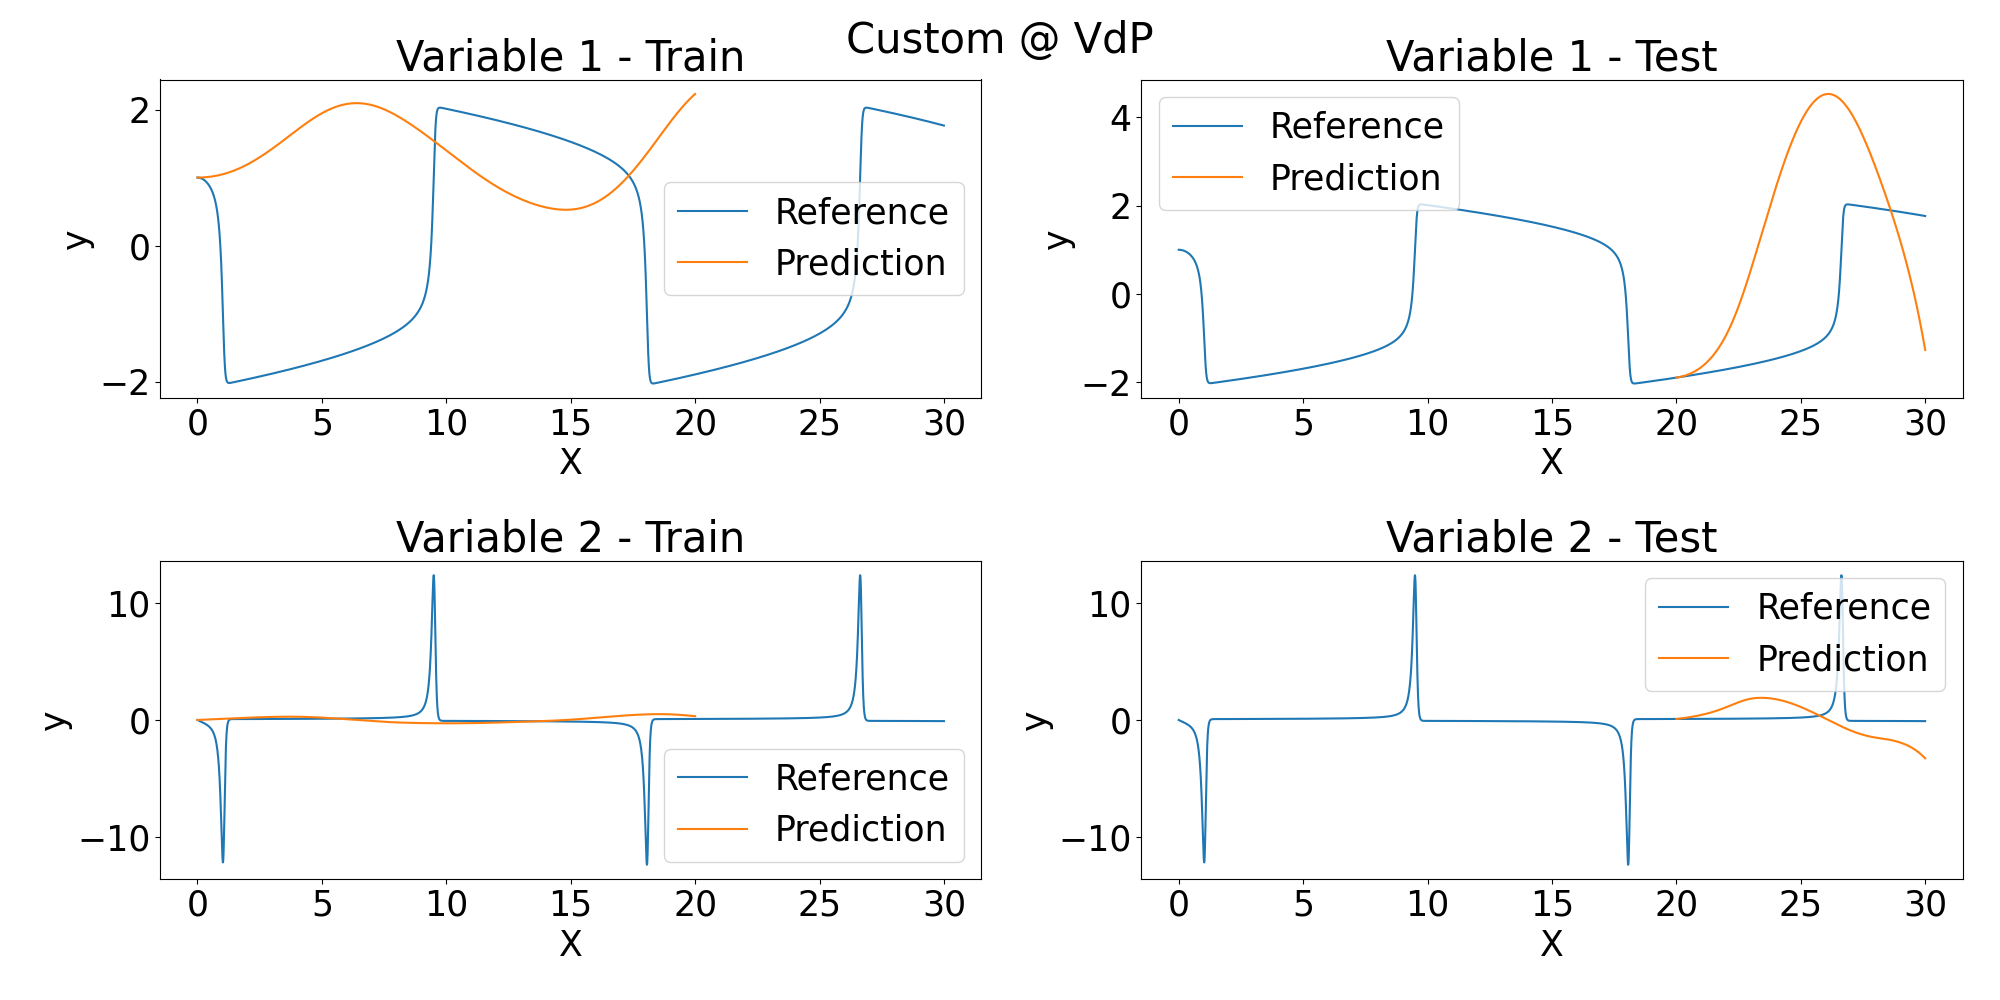 Custom @ VdP
Variable 1 - Train
2
0
−2
y
0 5 10 15 20 25 30
X
Reference
Prediction
Variable 1 - Test
4
2
0
−2
y
0 5 10 15 20 25 30
X
Reference
Prediction
Variable 2 - Train
10
0
−10
y
0 5 10 15 20 25 30
X
Reference
Prediction
Variable 2 - Test
10
0
−10
y
0 5 10 15 20 25 30
X
Reference
Prediction